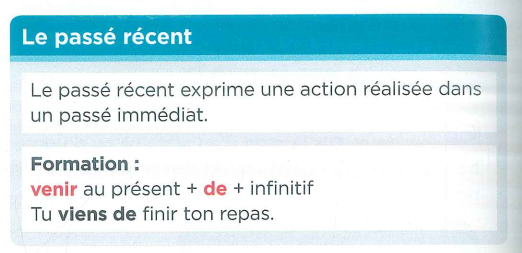 Le passé récent
Le passé récent exprime une action réalisée dans
un passé immédiat.
Formation :
venir au présent + de + infinitif
Tu viens de finir ton repas.